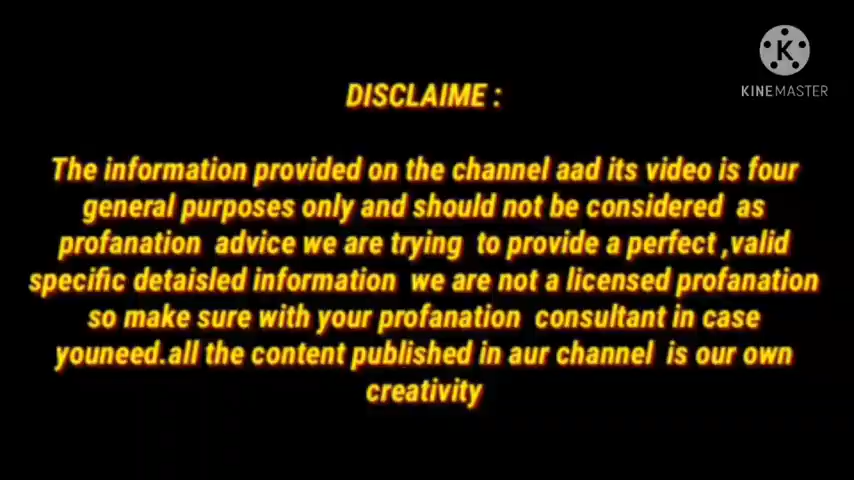 K
KINEMASTER
DISCLAIME :
The information provided on the channel aad its video is four
general purposes only and should not be considered as
profanation advice we are trying to provide a perfect ,valid
specific detaisled information we are not a licensed profanation
so make sure with your profanation consultant in case
youneed.all the content published in aur channel is our own
creativity